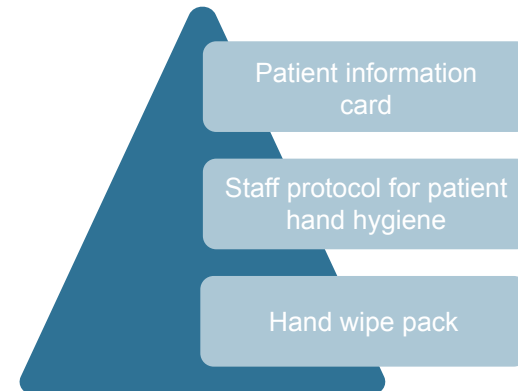 Patient information
card
Staff protocol for patient
hand hygiene
Hand wipe pack